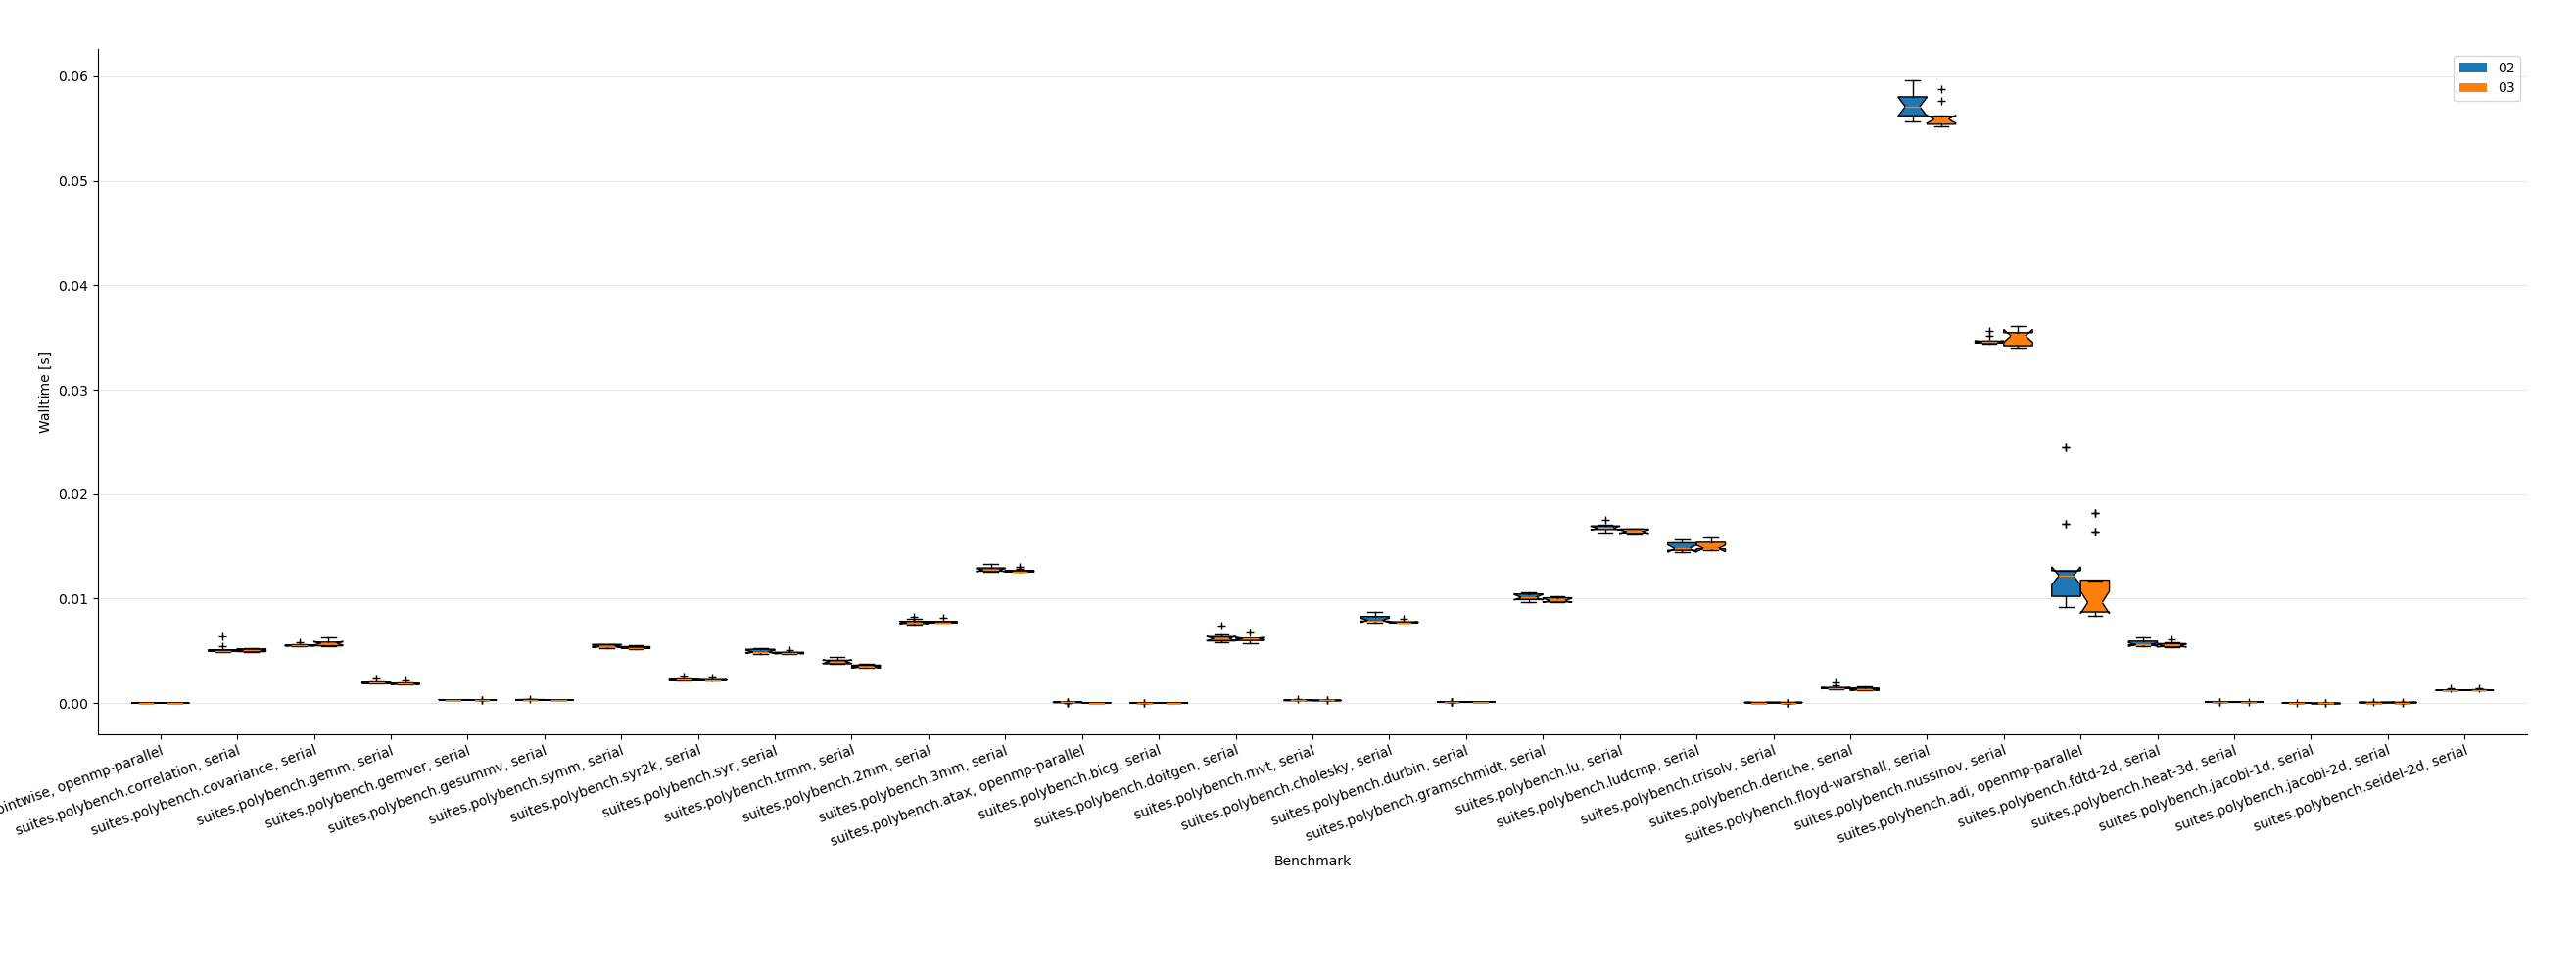 0.06
0.05
0.04
0.03
0.02
0.01
0.00
Walltime [s]
02
03
ointwise, openmp-parallel
suites.polybench.correlation, serial
suites.polybench.covariance, serial
suites.polybench.gemm, serial
suites.polybench.gemver, serial
suites.polybench.gesummv, serial
suites.polybench.symm, serial
suites.polybench.syr2k, serial
suites.polybench.syr, serial
suites.polybench.trmm, serial
suites.polybench.2mm, serial
suites.polybench.3mm, serial
suites.polybench.atax, openmp-parallel
suites.polybench.bicg, serial
suites.polybench.doitgen, serial
suites.polybench.mvt, serial
suites.polybench.cholesky, serial
suites.polybench.durbin, serial
suites.polybench.gramschmidt, serial
suites.polybench.lu, serial
suites.polybench.ludcmp, serial
suites.polybench.trisolv, serial
suites.polybench.deriche, serial
suites.polybench.floyd-warshall, serial
suites.polybench.nussinov, serial
suites.polybench.adi, openmp-parallel
suites.polybench.fdtd-2d, serial
suites.polybench.heat-3d, serial
suites.polybench.jacobi-1d, serial
suites.polybench.jacobi-2d, serial
suites.polybench.seidel-2d, serial
Benchmark